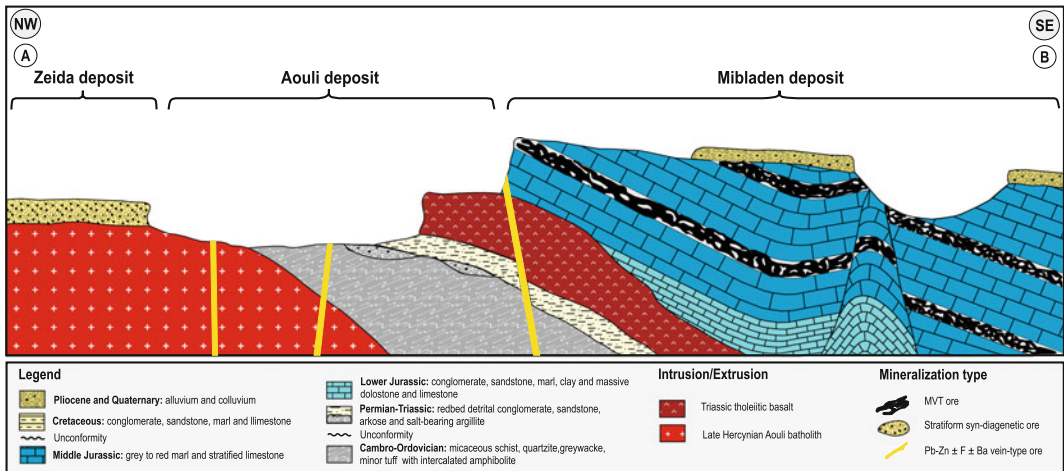 NW
SE
A
B
Zeida deposit
Aouli deposit
Mibladen deposit
Legend
Pliocene and Quaternary: alluvium and colluvium
Cretaceous: conglomerate, sandstone, marl and llimestone
Unconformity
Middle Jurassic: grey to red marl and stratified limestone
Lower Jurassic: conglomerate, sandstone, marl, clay and massive
dolostone and limestone
Permian-Triassic: redbed detrital conglomerate, sandstone,
arkose and salt-bearing argillite
Unconformity
Cambro-Ordovician: micaceous schist, quartzite,greywacke,
minor tuff with intercalated amphibolite
Intrusion/Extrusion
Triassic tholeiitic basalt
Late Hercynian Aouli batholith
Mineralization type
MVT ore
Stratiform syn-diagenetic ore
Pb-Zn ± F ± Ba vein-type ore